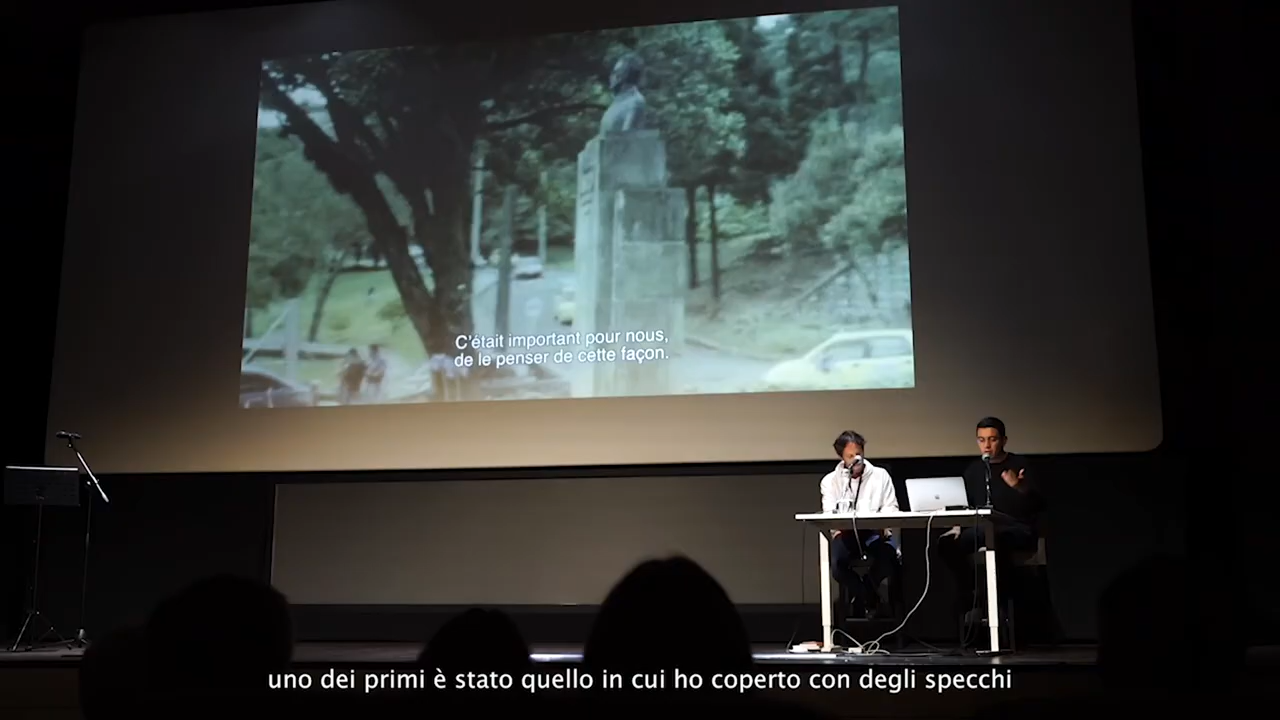 C'était important pour nous,
de le penser de cette façon.
uno dei primi è stato quello in cui ho coperto con degli specchi